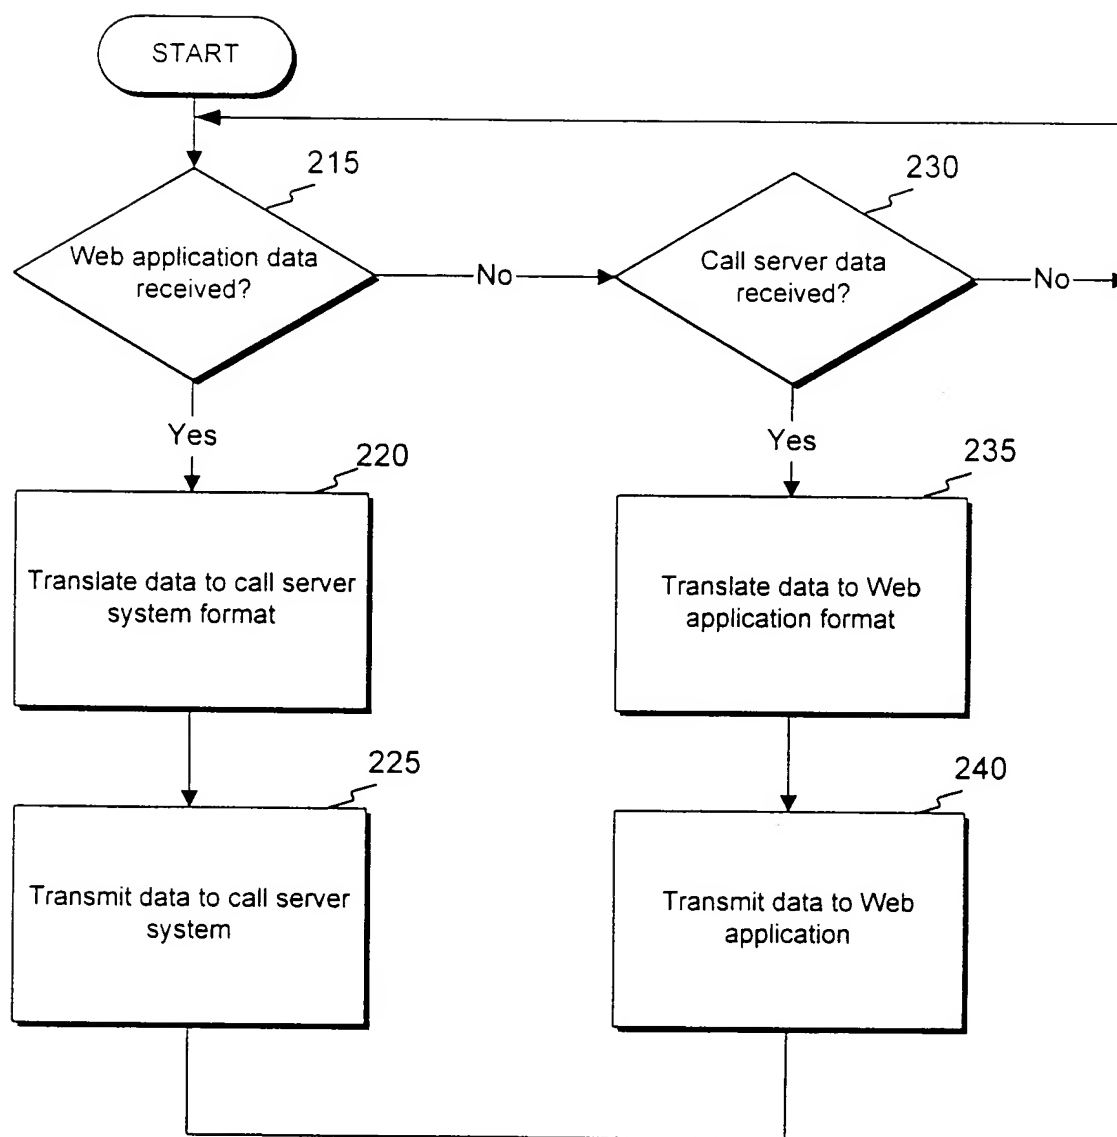 START
215
Web application data
received?
No
230
Call server data
received?
No
Yes
Yes
220
Translate data to call server
system format
235
Translate data to Web
application format
225
Transmit data to call server
system
240
Transmit data to Web
application